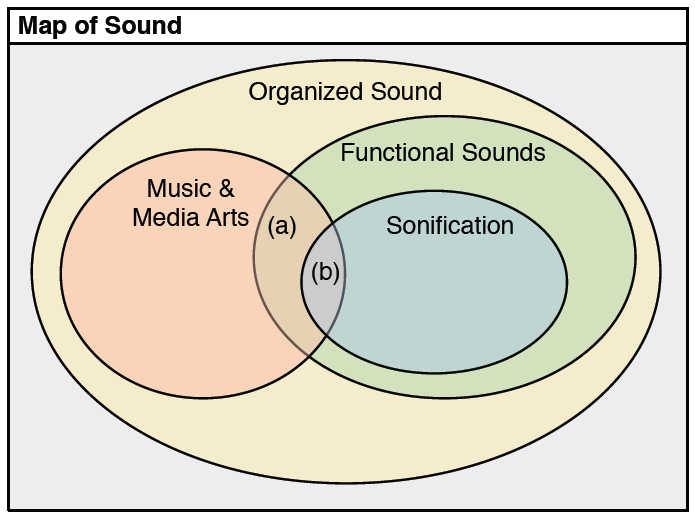 Map of Sound
Organized Sound
Functional Sounds
Music &
Media Arts
(a)
Sonification
(b)